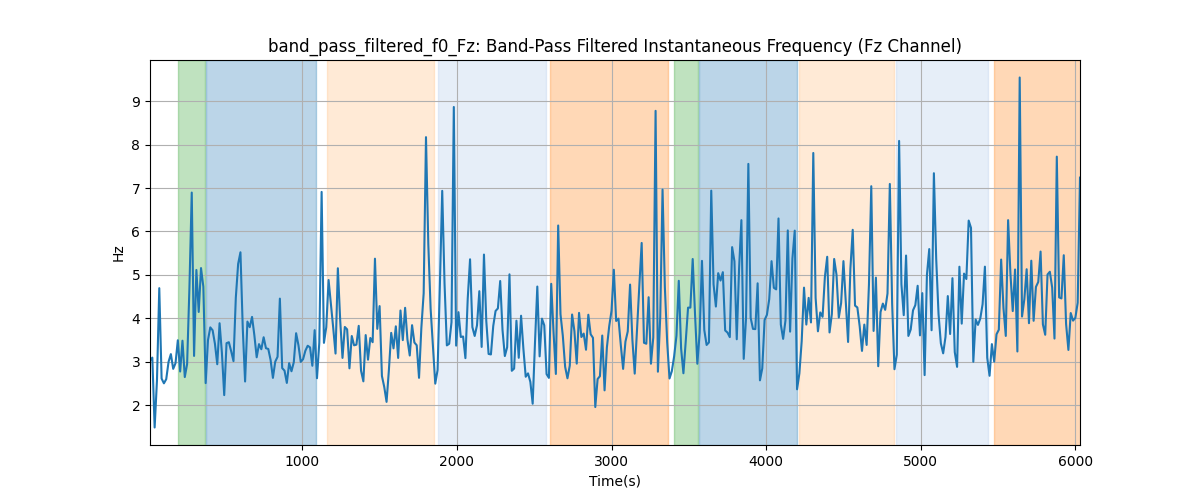 band_pass_filtered_f0_Fz: Band-Pass Filtered Instantaneous Frequency (Fz Channel)
9
8
7
6
5
4
3
2
Hz
1000 2000 3000 4000 5000 6000
Time(s)